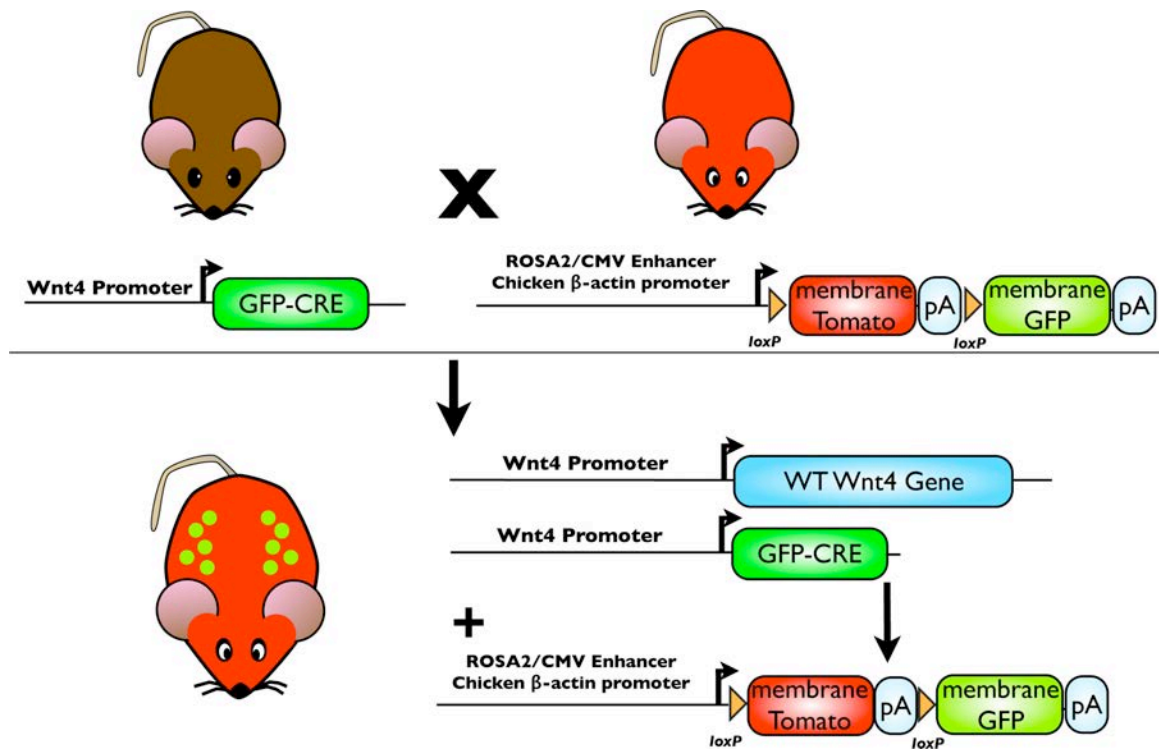 X
Wnt4 Promoter
GFP-CRE
ROSA2/CMV Enhancer
Chicken β-actin promoter
loxP
membrane
Tomato
pA
loxP
membrane
GFP
pA
Wnt4 Promoter
WT Wnt4 Gene
Wnt4 Promoter
GFP-CRE
+
ROSA2/CMV Enhancer
Chicken β-actin promoter
loxP
membrane
Tomato
pA
loxP
membrane
GFP
pA